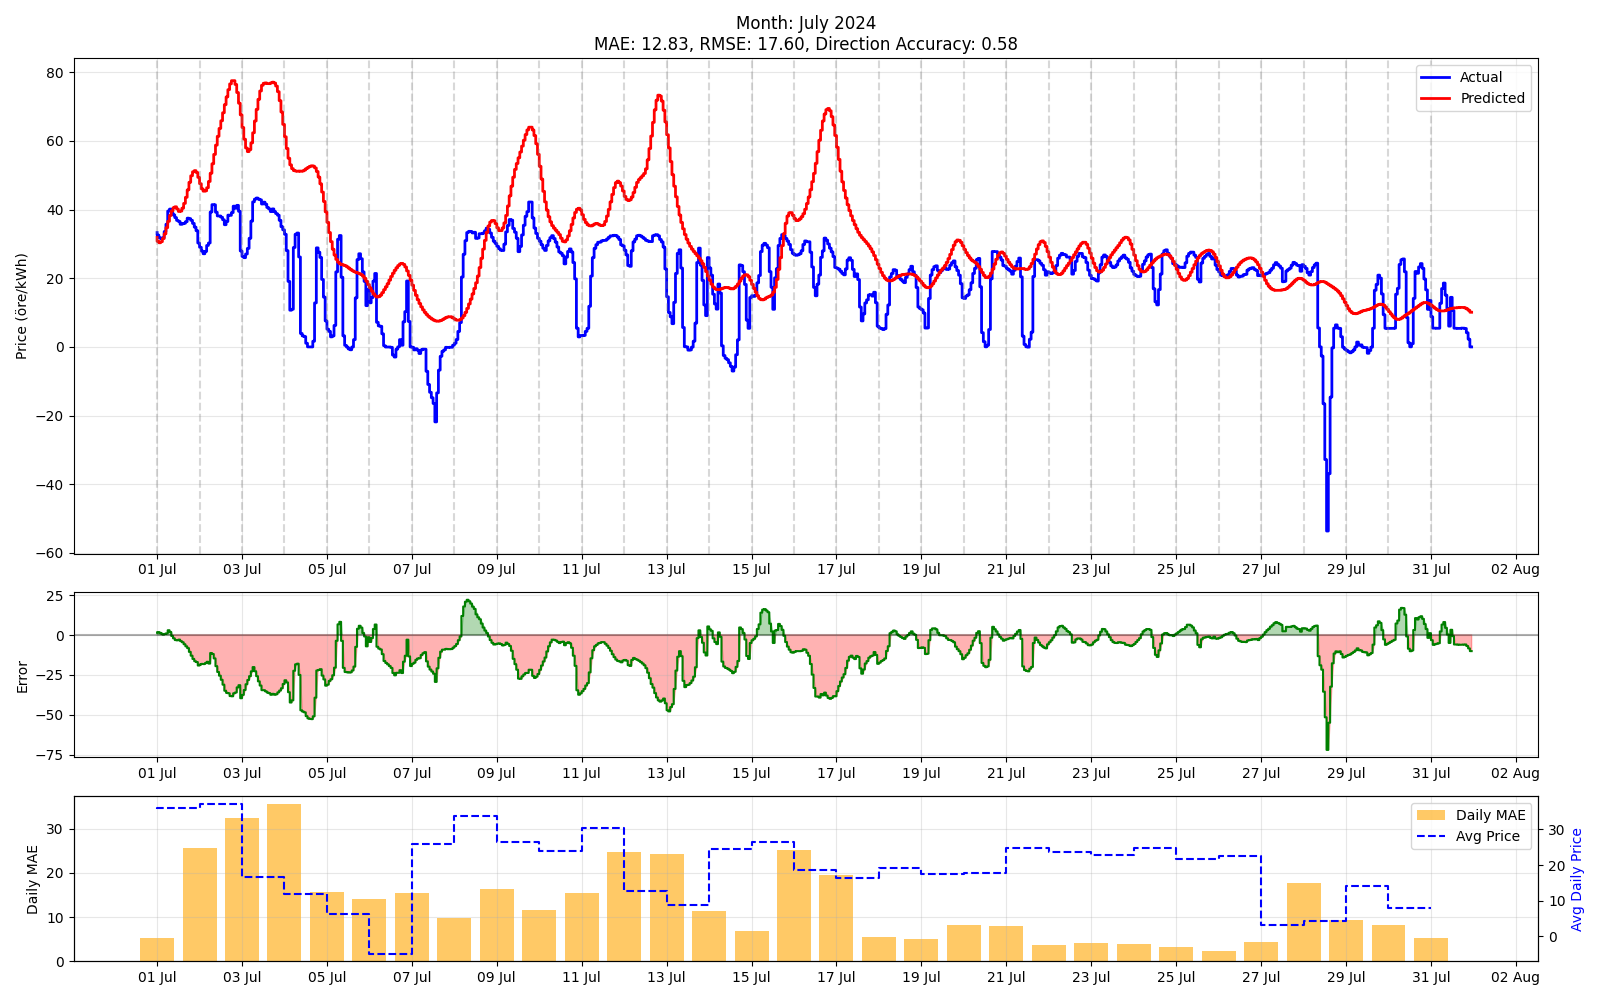 Month: July 2024
MAE: 12.83, RMSE: 17.60, Direction Accuracy: 0.58
Price (öre/kWh)
80
60
40
20
0
−20
−40
−60
Actual
Predicted
01 Jul 03 Jul 05 Jul 07 Jul 09 Jul 11 Jul 13 Jul 15 Jul 17 Jul 19 Jul 21 Jul 23 Jul 25 Jul 27 Jul 29 Jul 31 Jul 02 Aug
Error
25
0
−25
−50
−75
01 Jul 03 Jul 05 Jul 07 Jul 09 Jul 11 Jul 13 Jul 15 Jul 17 Jul 19 Jul 21 Jul 23 Jul 25 Jul 27 Jul 29 Jul 31 Jul 02 Aug
Daily MAE
30
20
10
0
Daily MAE
Avg Price
30
20
10
0
Avg Daily Price
01 Jul 03 Jul 05 Jul 07 Jul 09 Jul 11 Jul 13 Jul 15 Jul 17 Jul 19 Jul 21 Jul 23 Jul 25 Jul 27 Jul 29 Jul 31 Jul 02 Aug